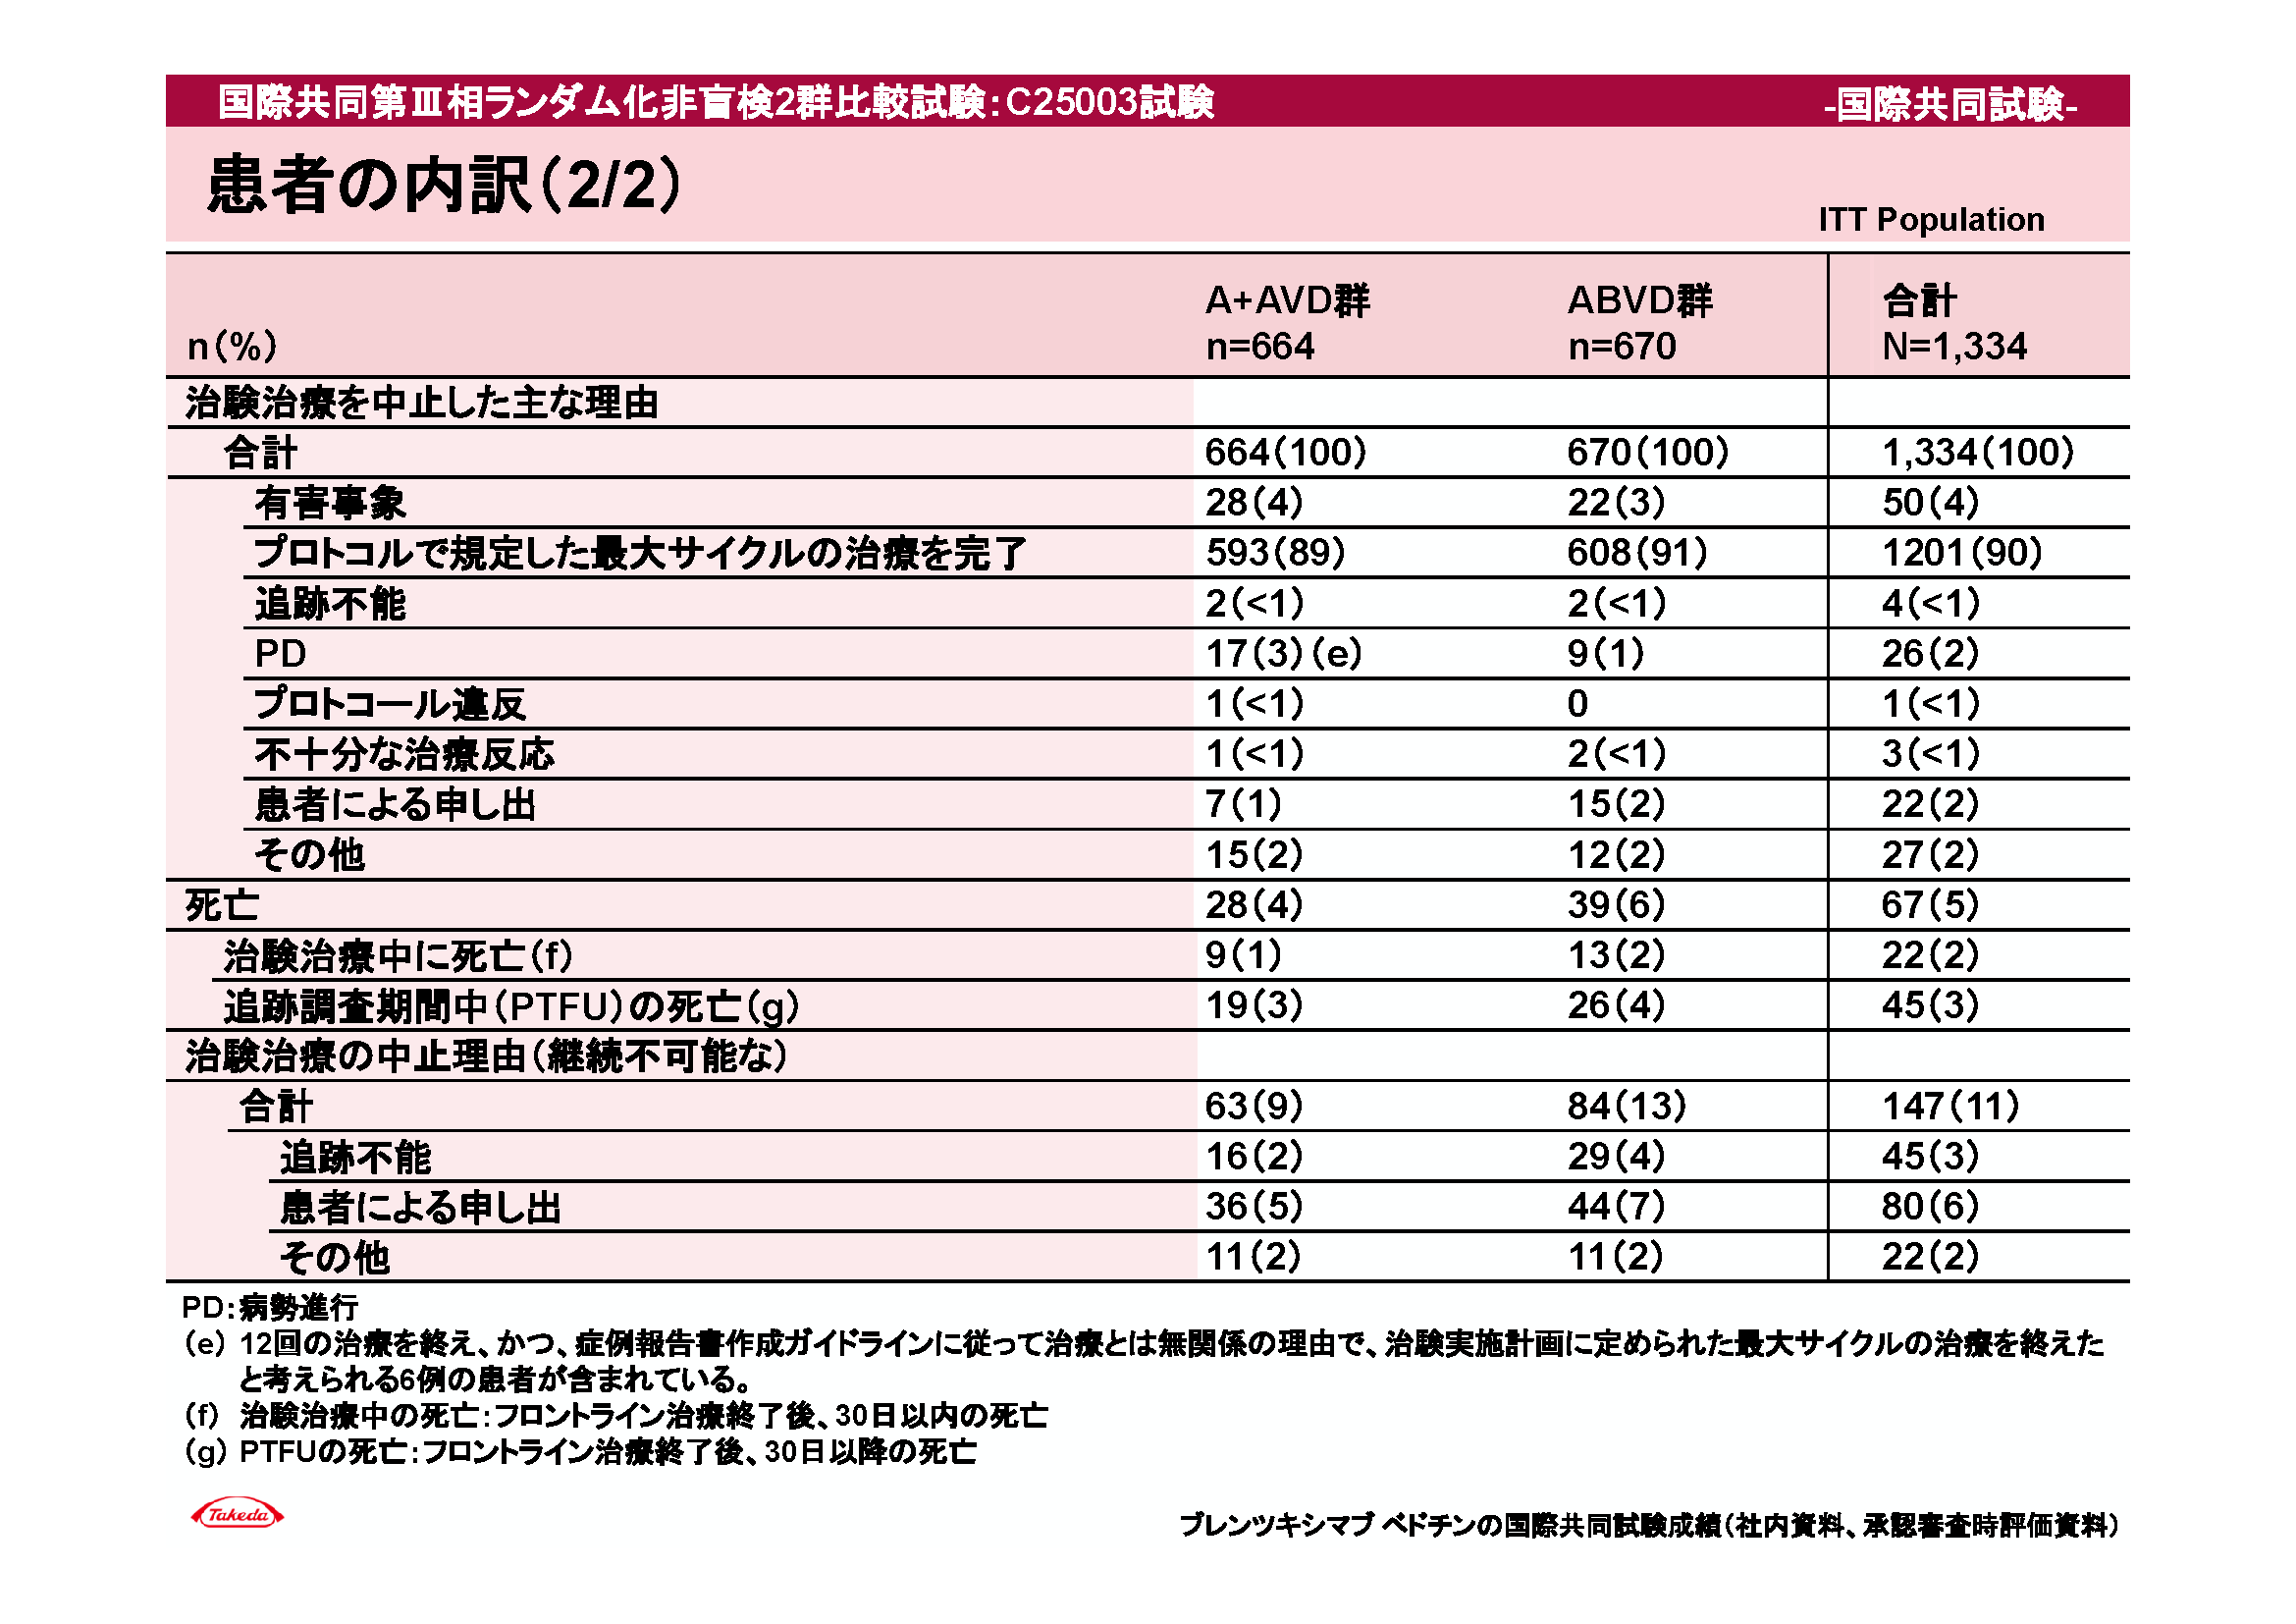 国際共同第Ⅲ相ランダム化非盲検2群比較試験：C25003試験 -国際共同試験-
患者の内訳（2/2）
ITT Population
A+AVD群 ABVD群 合計
n（%） n=664 n=670 N=1,334
治験治療を中止した主な理由
合計 664（100） 670（100） 1,334（100）
有害事象 28（4） 22（3） 50（4）
プロトコルで規定した最大サイクルの治療を完了 593（89） 608（91） 1201（90）
追跡不能 2（<1） 2（<1） 4（<1）
PD 17（3）（e） 9（1） 26（2）
プロトコール違反 1（<1） 0 1（<1）
不十分な治療反応 1（<1） 2（<1） 3（<1）
患者による申し出 7（1） 15（2） 22（2）
その他 15（2） 12（2） 27（2）
死亡 28（4） 39（6） 67（5）
治験治療中に死亡（f） 9（1） 13（2） 22（2）
追跡調査期間中（PTFU）の死亡（g） 19（3） 26（4） 45（3）
治験治療の中止理由（継続不可能な）
合計 63（9） 84（13） 147（11）
追跡不能 16（2） 29（4） 45（3）
患者による申し出 36（5） 44（7） 80（6）
その他 11（2） 11（2） 22（2）
PD：病勢進行
（e） 12回の治療を終え、かつ、症例報告書作成ガイドラインに従って治療とは無関係の理由で、治験実施計画に定められた最大サイクルの治療を終えた
と考えられる6例の患者が含まれている。
（f） 治験治療中の死亡：フロントライン治療終了後、30日以内の死亡
（g） PTFUの死亡：フロントライン治療終了後、30日以降の死亡
Takeda
ブレンツキシマブ ベドチンの国際共同試験成績（社内資料、承認審査時評価資料）